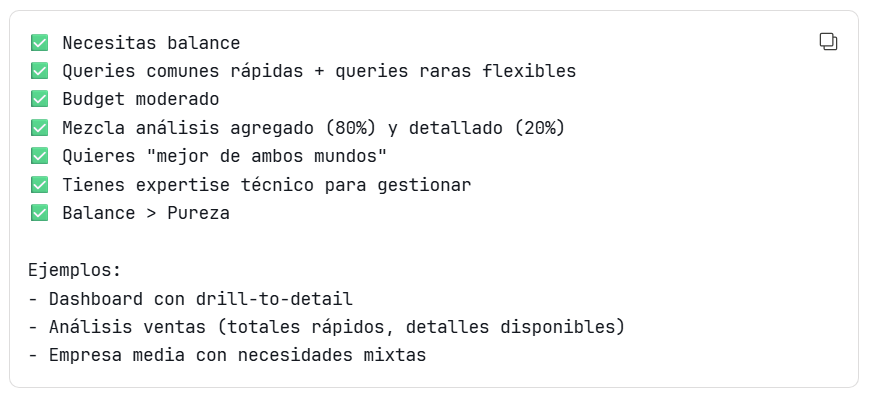 ✅ Necesitas balance
✅ Queries comunes rápidas + queries raras flexibles
✅ Budget moderado
✅ Mezcla análisis agregado (80%) y detallado (20%)
✅ Quieres "mejor de ambos mundos"
✅ Tienes expertise técnico para gestionar
✅ Balance > Pureza

Ejemplos:
- Dashboard con drill-to-detail
- Análisis ventas (totales rápidos, detalles disponibles)
- Empresa media con necesidades mixtas